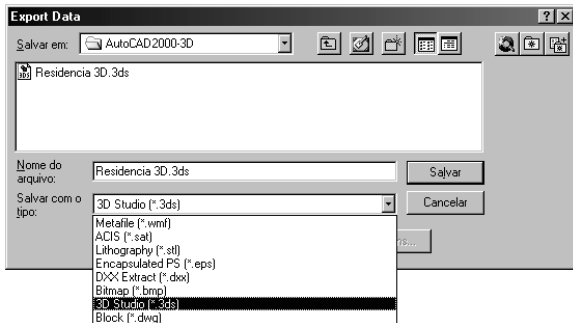 Export Data
Salvar em: AutoCAD2000-3D
Residencia 3D.3ds
Nome do arquivo: Residencia 3D.3ds Salvar
Salvar com o tipo: 3D Studio (*.3ds) Cancelar
Metafile (*.wmf)
ACIS (*.sat)
Lithography (*.stl)
Encapsulated PS (*.eps)
DXX Extract (*.dxx)
Bitmap (*.bmp)
3D Studio (*.3ds)
Block (*.dwg)